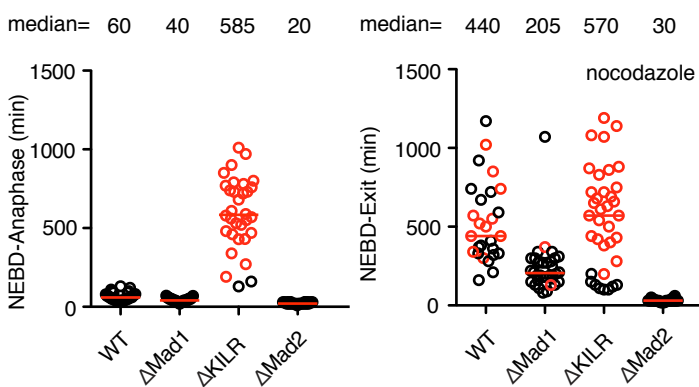 median= 60 40 585 20
NEBD-Anaphase (min)
1500
1000
500
0
WT
ΔMad1
ΔKILR
ΔMad2
median= 440 205 570 30
nocodazole
NEBD-Exit (min)
1500
1000
500
0
WT
ΔMad1
ΔKILR
ΔMad2